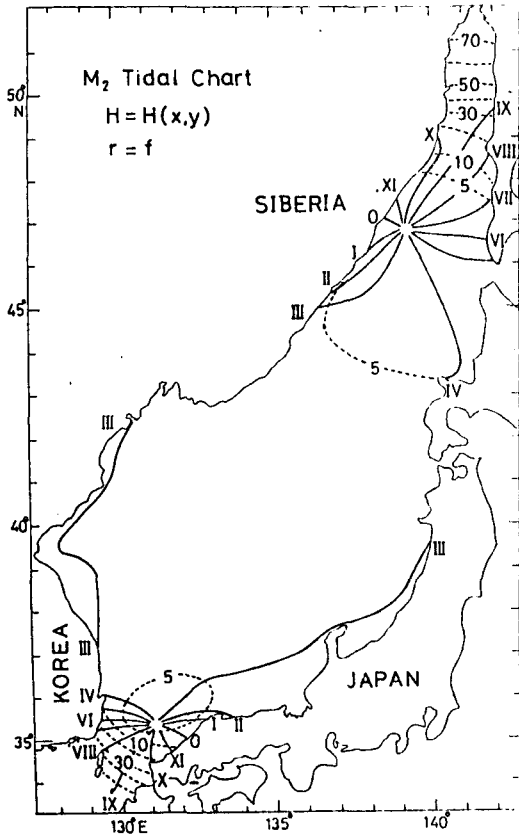 M₂ Tidal Chart
H = H(x,y)
r = f
50°
N
45°
40°
35°
130°E
135°
140°
SIBERIA
KOREA
JAPAN
70
50
30
IX
X
VIII
10
5
XI
VII
O
VI
I
II
III
5
IV
III
III
III
5
IV
VI
I
II
10
O
VIII
XI
30
X
IX